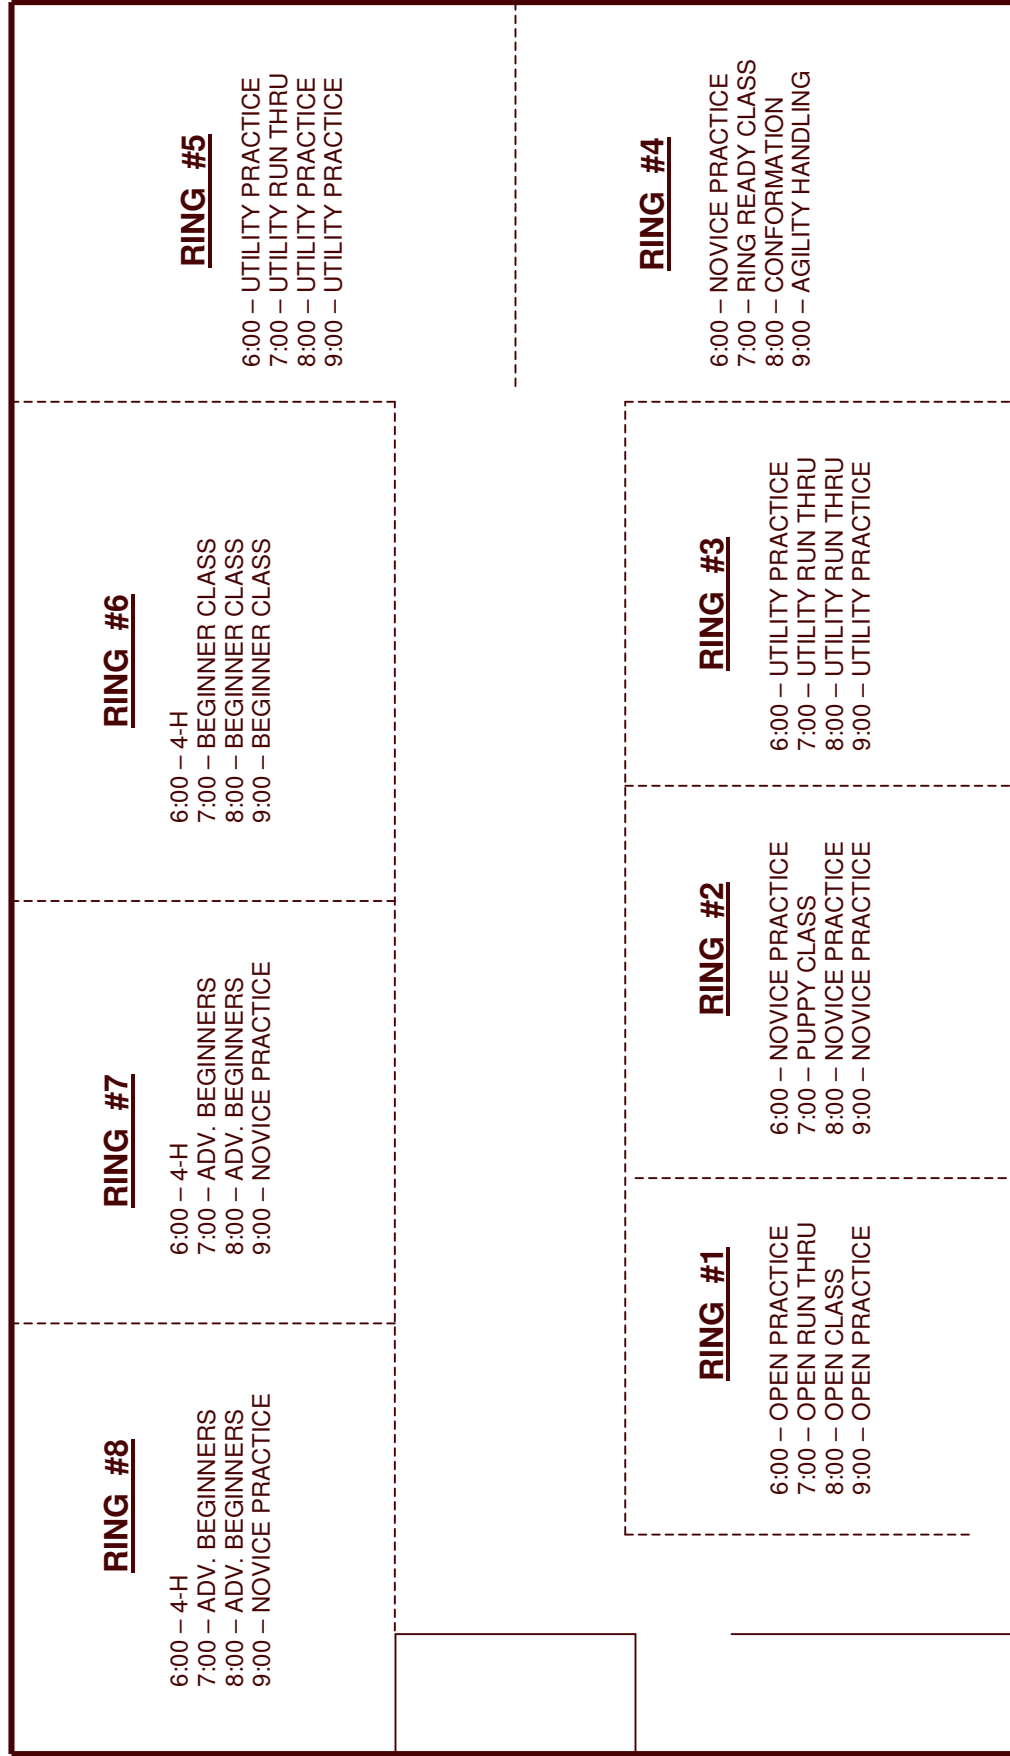 RING #8
6:00 – 4-H
7:00 – ADV. BEGINNERS
8:00 – ADV. BEGINNERS
9:00 – NOVICE PRACTICE
RING #7
6:00 – 4-H
7:00 – ADV. BEGINNERS
8:00 – ADV. BEGINNERS
9:00 – NOVICE PRACTICE
RING #6
6:00 – 4-H
7:00 – BEGINNER CLASS
8:00 – BEGINNER CLASS
9:00 – BEGINNER CLASS
RING #5
6:00 – UTILITY PRACTICE
7:00 – UTILITY RUN THRU
8:00 – UTILITY PRACTICE
9:00 – UTILITY PRACTICE
RING #1
6:00 – OPEN PRACTICE
7:00 – OPEN RUN THRU
8:00 – OPEN CLASS
9:00 – OPEN PRACTICE
RING #2
6:00 – NOVICE PRACTICE
7:00 – PUPPY CLASS
8:00 – NOVICE PRACTICE
9:00 – NOVICE PRACTICE
RING #3
6:00 – UTILITY PRACTICE
7:00 – UTILITY RUN THRU
8:00 – UTILITY RUN THRU
9:00 – UTILITY PRACTICE
RING #4
6:00 – NOVICE PRACTICE
7:00 – RING READY CLASS
8:00 – CONFORMATION
9:00 – AGILITY HANDLING